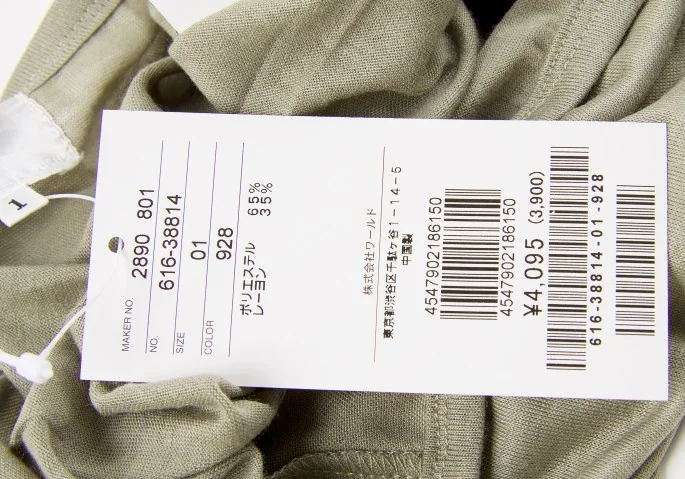 1
MAKER NO. 2890 801
NO. 616-38814
SIZE 01
COLOR 928
ポリエステル 65%
レーヨン 35%
株式会社ワールド
東京都渋谷区千駄ヶ谷1-14-5
中国製
4547902186150
4547902186150
¥4,095 (3,900)
616-38814-01-928